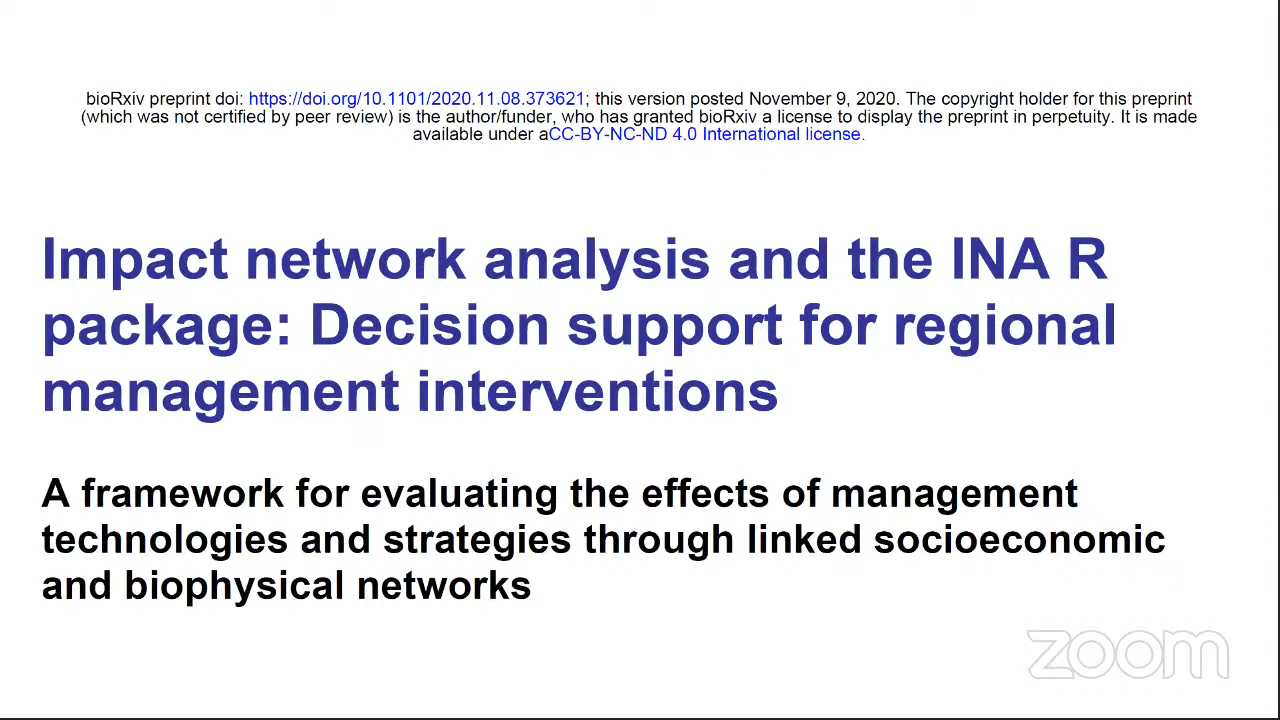 bioRxiv preprint doi: https://doi.org/10.1101/2020.11.08.373621; this version posted November 9, 2020. The copyright holder for this preprint
(which was not certified by peer review) is the author/funder, who has granted bioRxiv a license to display the preprint in perpetuity. It is made
available under aCC-BY-NC-ND 4.0 International license.
Impact network analysis and the INA R
package: Decision support for regional
management interventions
A framework for evaluating the effects of management
technologies and strategies through linked socioeconomic
and biophysical networks
zoom